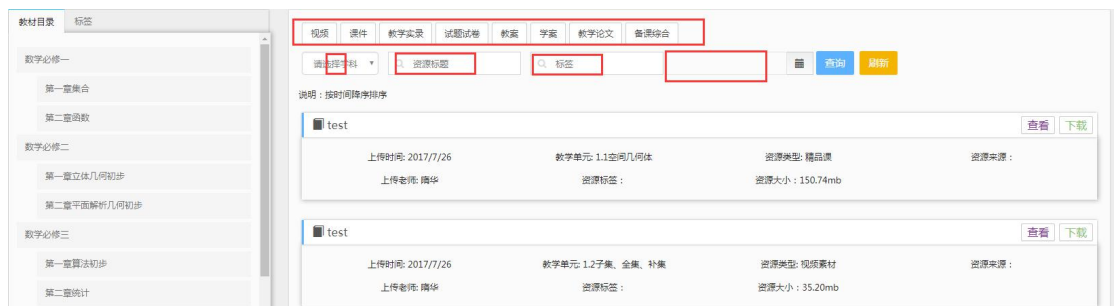 教材目录 标签
数学必修一
第一章集合
第二章函数
数学必修二
第一章立体几何初步
第二章平面解析几何初步
数学必修三
第一章算法初步
第二章统计
视频 课件 教学实录 试题试卷 教案 学案 教学论文 备课综合
请选择学科 资源标题 标签 查询 刷新
说明：按时间降序排序
test 查看 下载
上传时间: 2017/7/26 教学单元: 1.1空间几何体 资源类型: 精品课 资源来源：
上传老师: 隋华 资源标签： 资源大小：150.74mb
test 查看 下载
上传时间: 2017/7/26 教学单元: 1.2子集、全集、补集 资源类型: 视频素材 资源来源：
上传老师: 隋华 资源标签： 资源大小：35.20mb